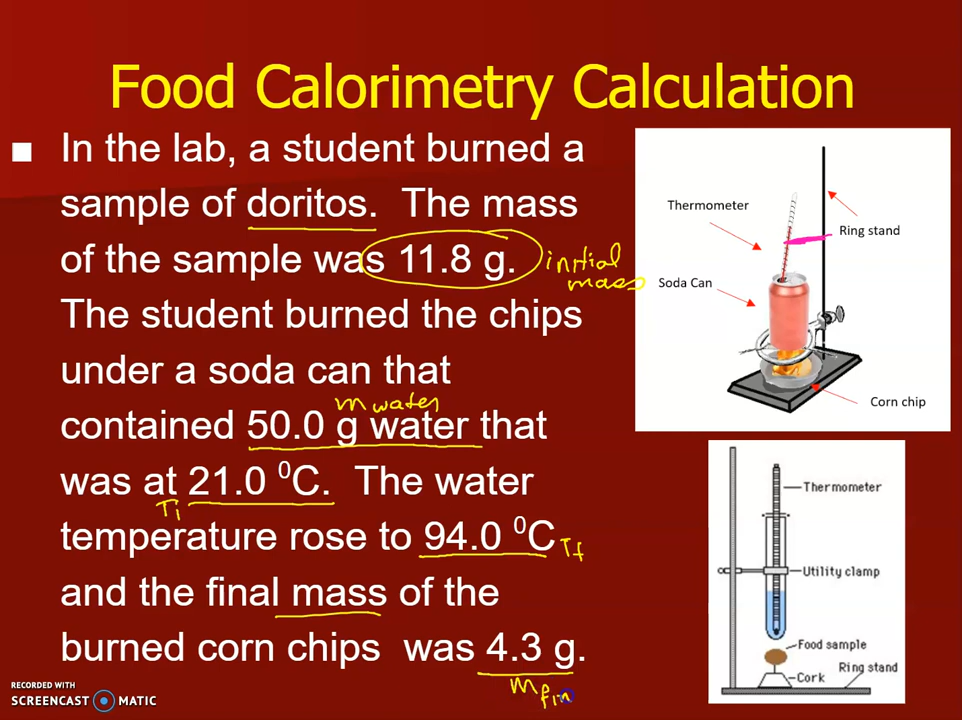 Food Calorimetry Calculation
■ In the lab, a student burned a
sample of doritos. The mass
of the sample was 11.8 g. initial
mass
The student burned the chips
under a soda can that
m water
contained 50.0 g water that
was at 21.0 ⁰C. The water
Ti
temperature rose to 94.0 ⁰C Tf
and the final mass of the
burned corn chips was 4.3 g.
m fin
Thermometer
Ring stand
Soda Can
Corn chip
Thermometer
Utility clamp
Food sample
Ring stand
Cork
RECORDED WITH
SCREENCAST MATIC